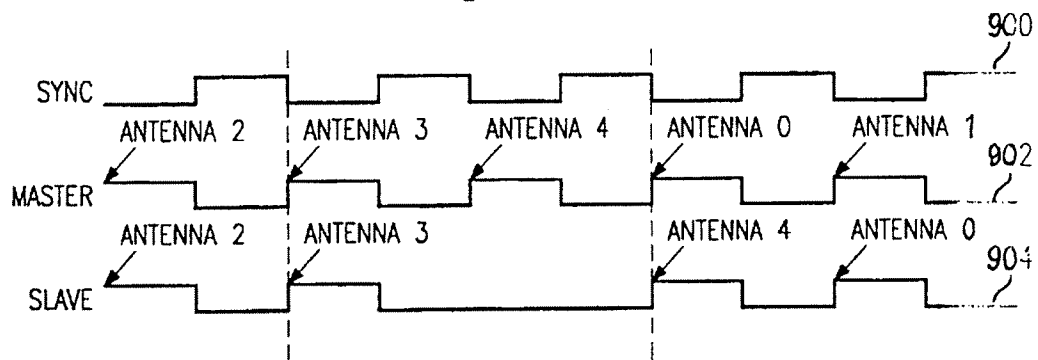 900
SYNC
ANTENNA 2 ANTENNA 3 ANTENNA 4 ANTENNA 0 ANTENNA 1
902
MASTER
ANTENNA 2 ANTENNA 3 ANTENNA 4 ANTENNA 0
904
SLAVE